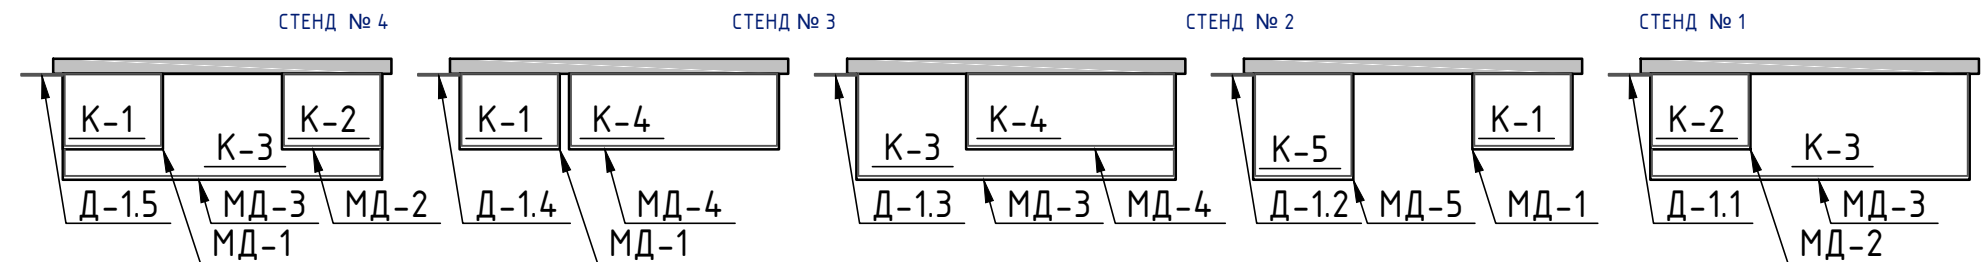 СТЕНД № 4 СТЕНД № 3 СТЕНД № 2 СТЕНД № 1
К-1 К-3 К-2 К-1 К-4 К-3 К-4 К-5 К-1 К-2 К-3
Д-1.5 МД-3 МД-2 Д-1.4 МД-4 Д-1.3 МД-3 МД-4 Д-1.2 МД-5 МД-1 Д-1.1 МД-3
МД-1 МД-1 МД-2